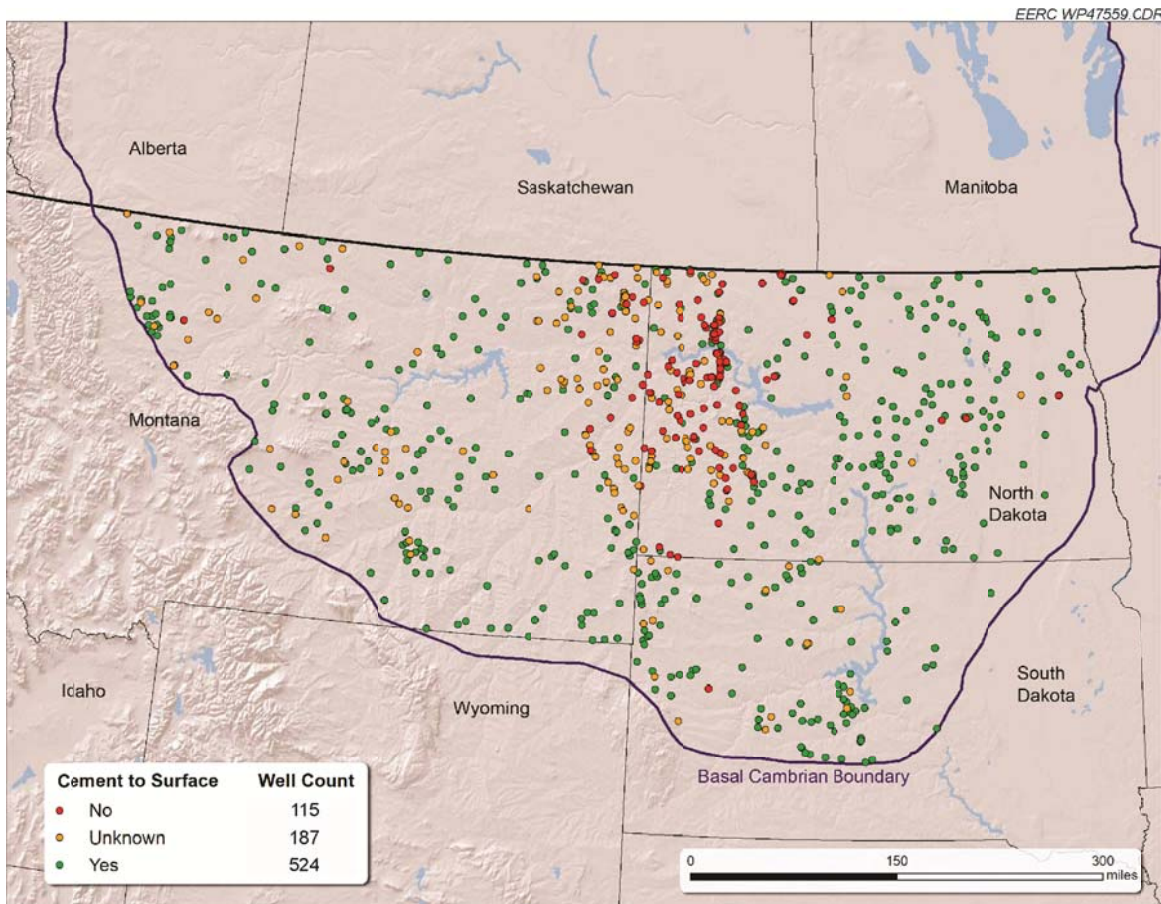 EERC WP47559.CDR
Alberta
Saskatchewan
Manitoba
Montana
North
Dakota
Idaho
Wyoming
South
Dakota
Basal Cambrian Boundary
Cement to Surface Well Count
No 115
Unknown 187
Yes 524
0 150 300
miles